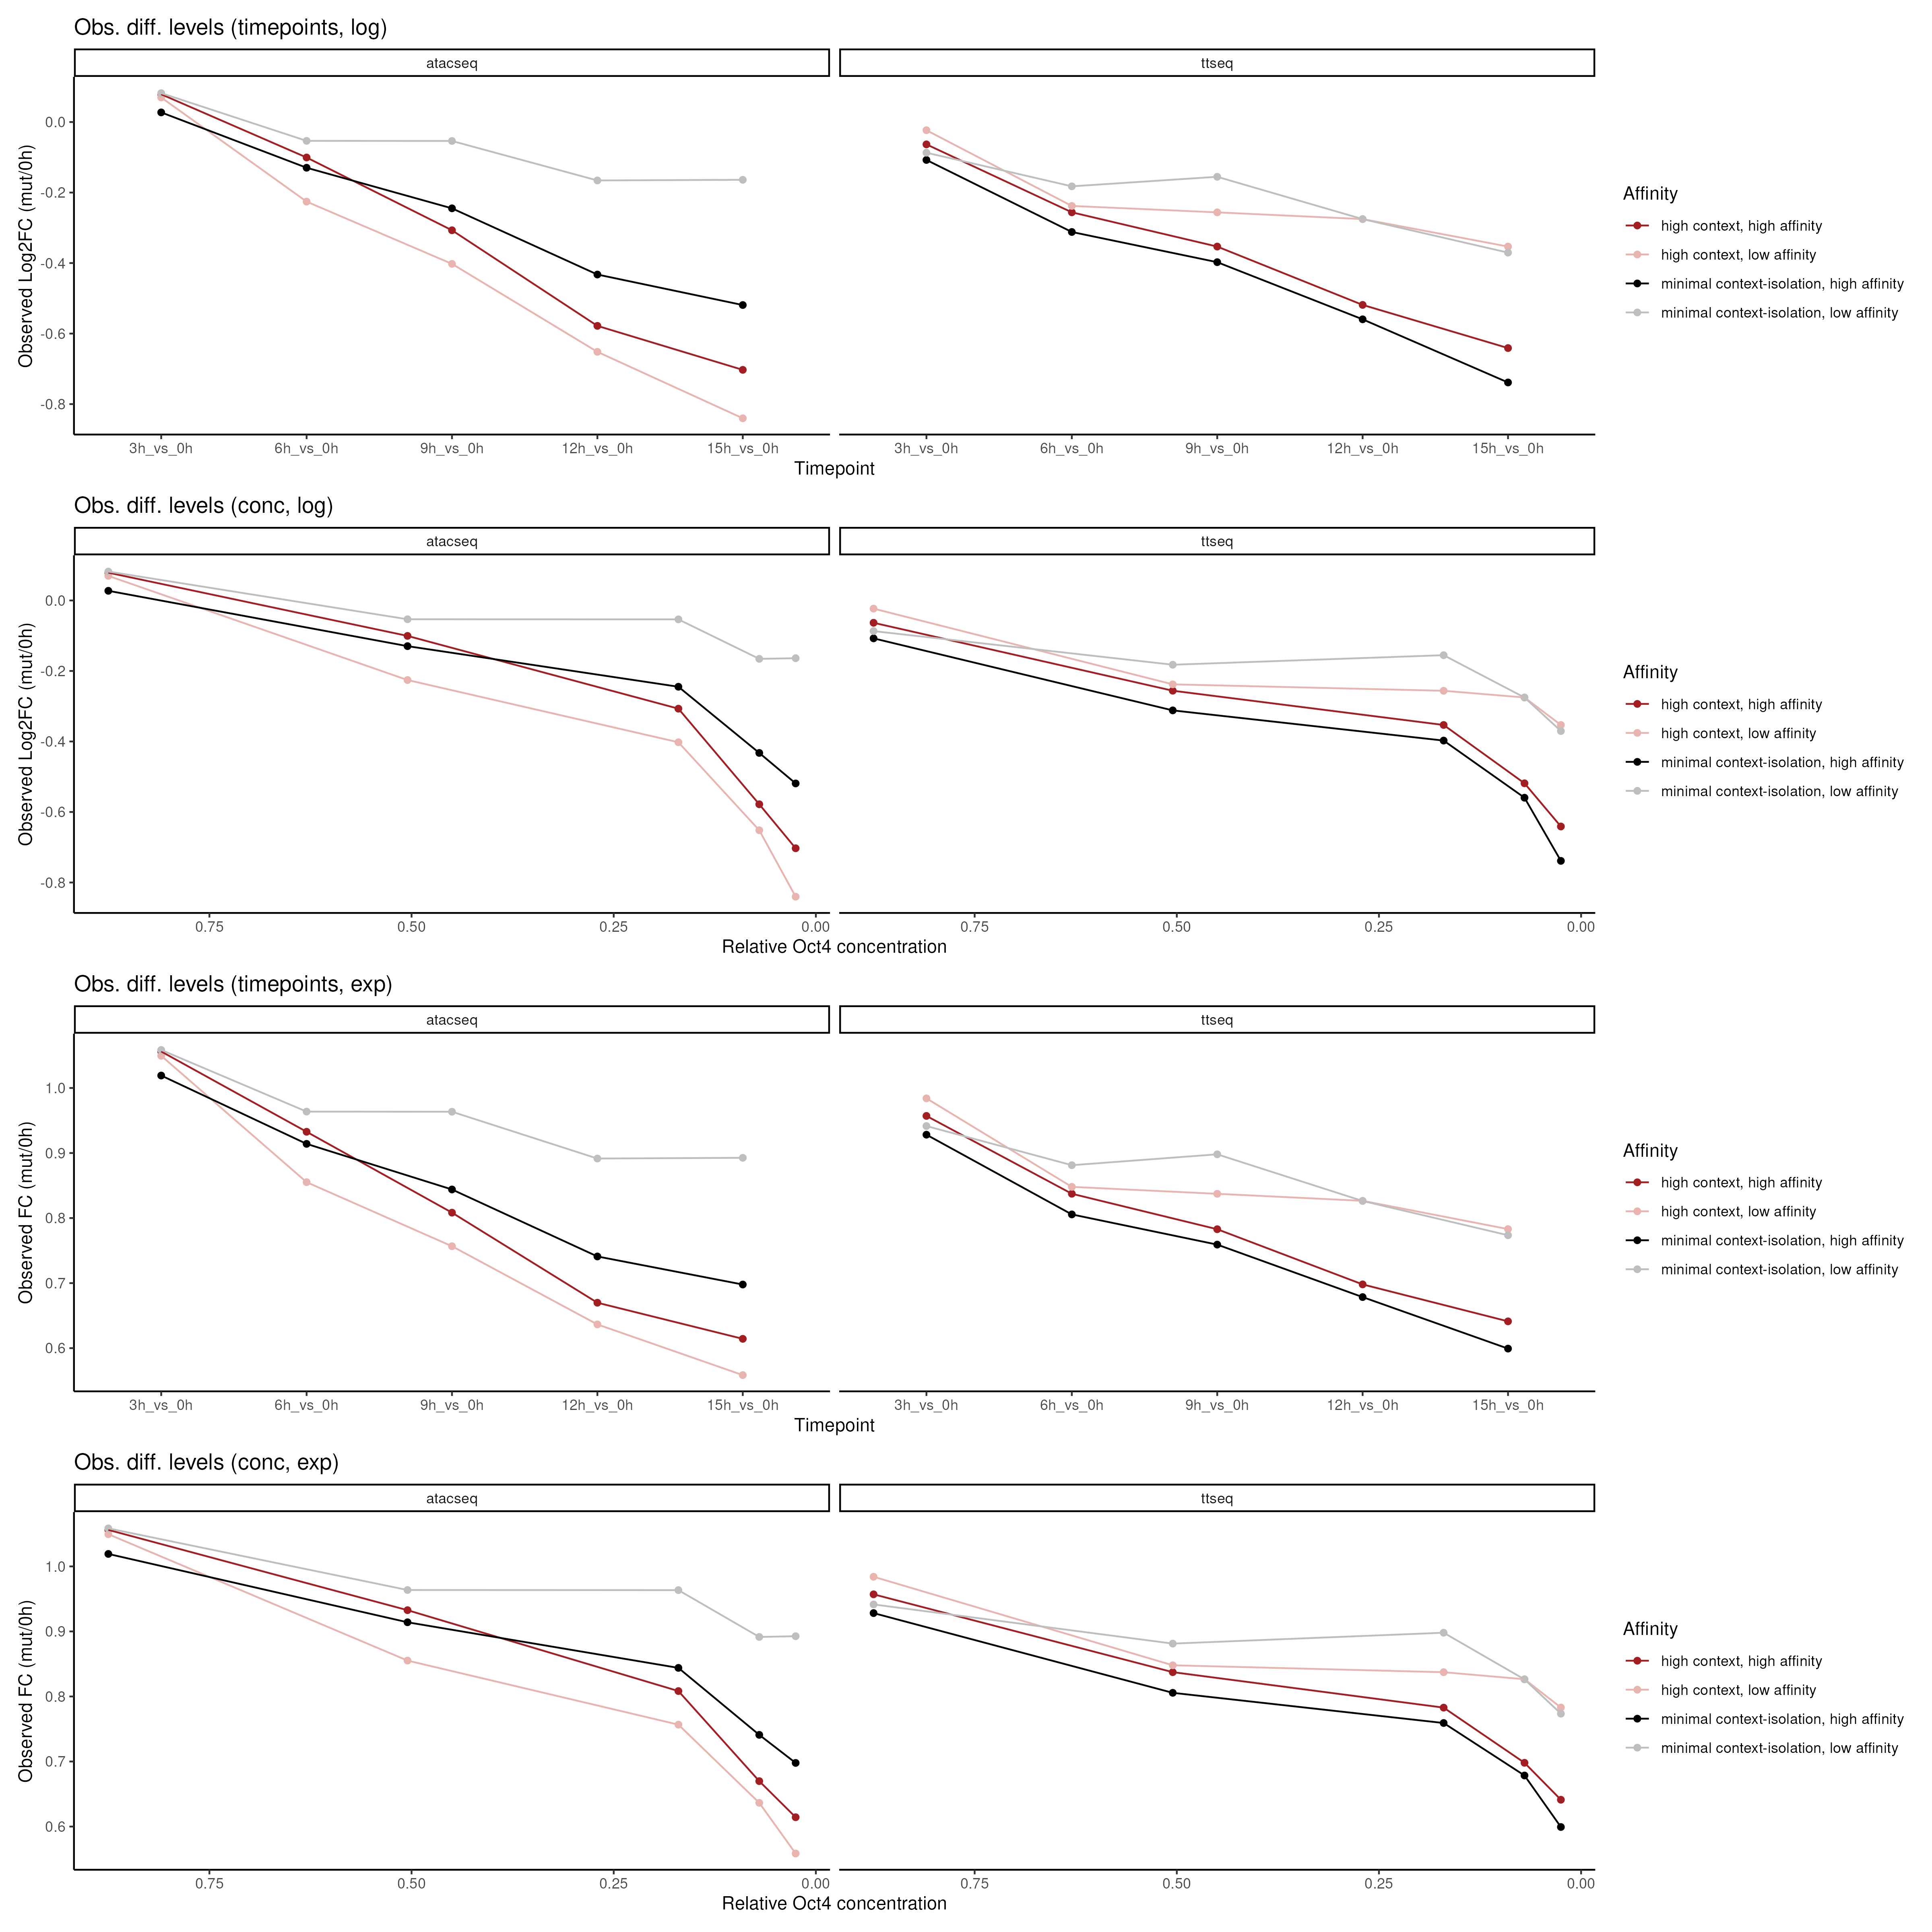 Obs. diff. levels (timepoints, log)
atacseq
ttseq
Observed Log2FC (mut/0h)
0.0
-0.2
-0.4
-0.6
-0.8
3h_vs_0h 6h_vs_0h 9h_vs_0h 12h_vs_0h 15h_vs_0h
3h_vs_0h 6h_vs_0h 9h_vs_0h 12h_vs_0h 15h_vs_0h
Timepoint
Affinity
high context, high affinity
high context, low affinity
minimal context-isolation, high affinity
minimal context-isolation, low affinity
Obs. diff. levels (conc, log)
atacseq
ttseq
Observed Log2FC (mut/0h)
0.0
-0.2
-0.4
-0.6
-0.8
0.75 0.50 0.25 0.00
0.75 0.50 0.25 0.00
Relative Oct4 concentration
Affinity
high context, high affinity
high context, low affinity
minimal context-isolation, high affinity
minimal context-isolation, low affinity
Obs. diff. levels (timepoints, exp)
atacseq
ttseq
Observed FC (mut/0h)
1.0
0.9
0.8
0.7
0.6
3h_vs_0h 6h_vs_0h 9h_vs_0h 12h_vs_0h 15h_vs_0h
3h_vs_0h 6h_vs_0h 9h_vs_0h 12h_vs_0h 15h_vs_0h
Timepoint
Affinity
high context, high affinity
high context, low affinity
minimal context-isolation, high affinity
minimal context-isolation, low affinity
Obs. diff. levels (conc, exp)
atacseq
ttseq
Observed FC (mut/0h)
1.0
0.9
0.8
0.7
0.6
0.75 0.50 0.25 0.00
0.75 0.50 0.25 0.00
Relative Oct4 concentration
Affinity
high context, high affinity
high context, low affinity
minimal context-isolation, high affinity
minimal context-isolation, low affinity